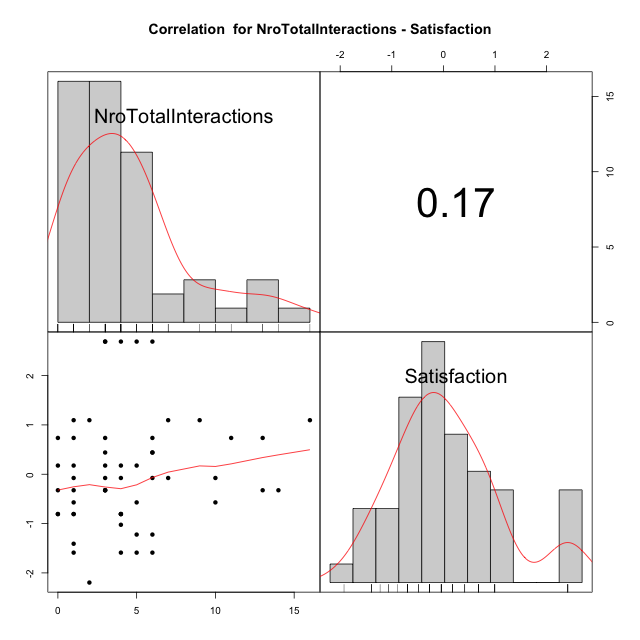 Correlation  for NroTotalInteractions - Satisfaction
-2 -1 0 1 2
NroTotalInteractions
0.17
15
10
5
0
Satisfaction
2
1
0
-1
-2
0 5 10 15